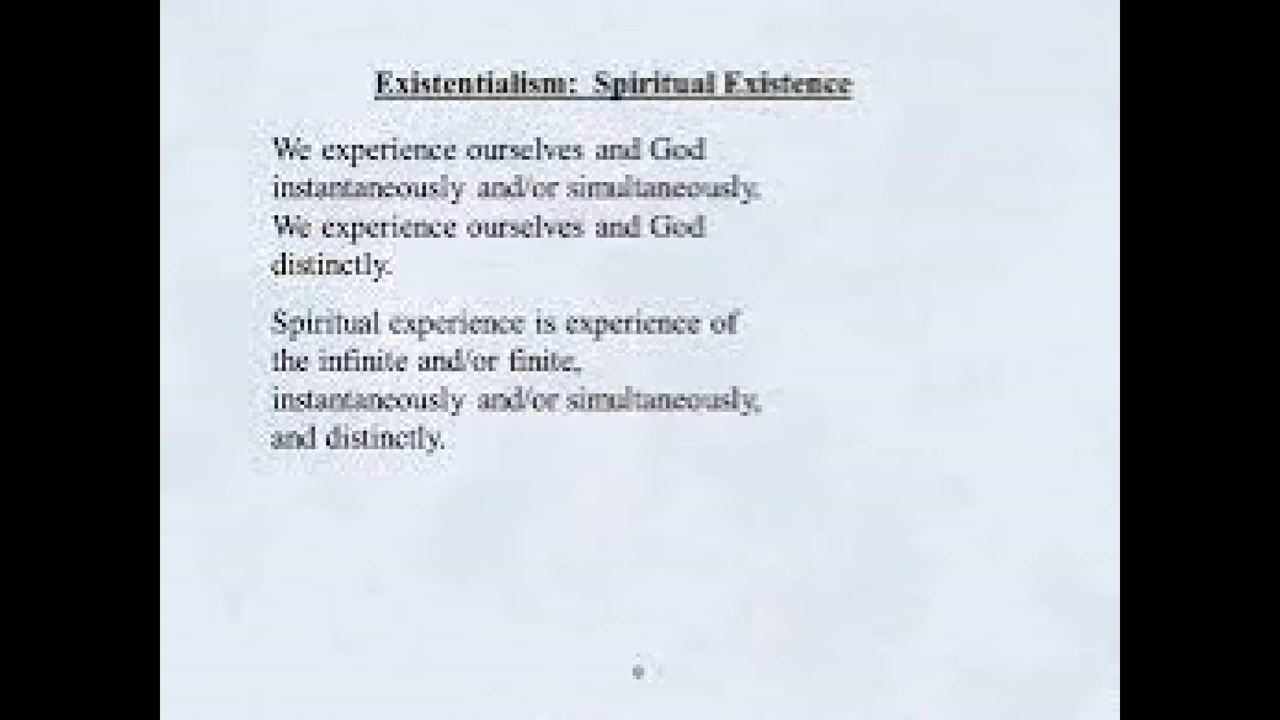 Existentialism: Spiritual Existence
We experience ourselves and God
instantaneously and/or simultaneously.
We experience ourselves and God
distinctly.
Spiritual experience is experience of
the infinite and/or finite,
instantaneously and/or simultaneously,
and distinctly.